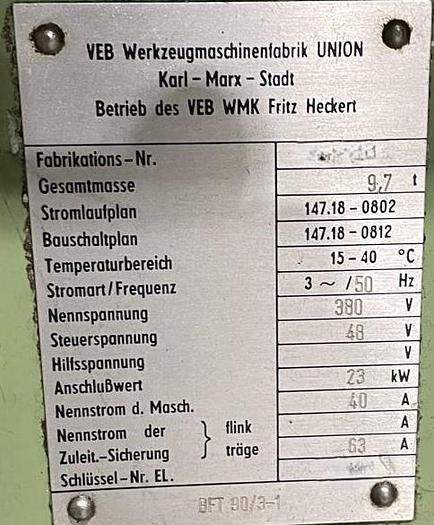 VEB Werkzeugmaschinenfabrik UNION
Karl-Marx-Stadt
Betrieb des VEB WMK Fritz Heckert
Fabrikations-Nr.
Gesamtmasse 9,7 t
Stromlaufplan 147.18-0802
Bauschaltplan 147.18-0812
Temperaturbereich 15-40 °C
Stromart/Frequenz 3 ~ /50 Hz
Nennspannung 380 V
Steuerspannung 48 V
Hilfsspannung V
Anschlußwert 23 kW
Nennstrom d. Masch. 40 A
Nennstrom der } flink A
Zuleit.-Sicherung träge 63 A
Schlüssel-Nr. EL.
BFT 90/3-1